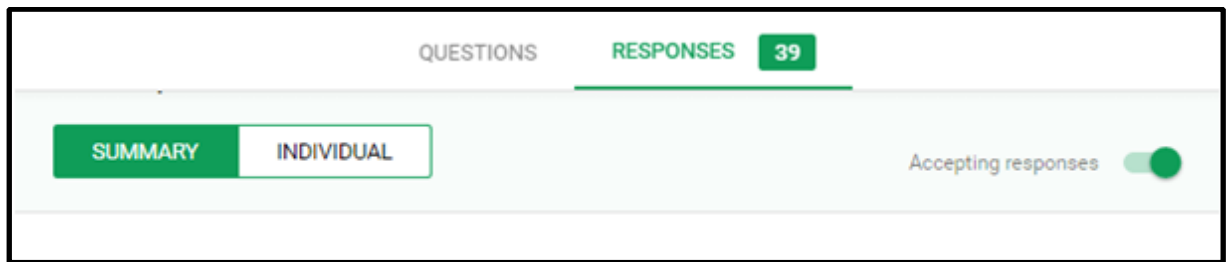 QUESTIONS RESPONSES 39
SUMMARY INDIVIDUAL
Accepting responses